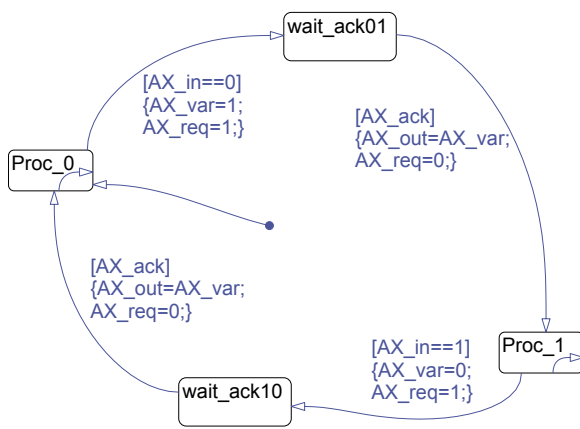 wait_ack01
[AX_in==0]
{AX_var=1;
AX_req=1;}
[AX_ack]
{AX_out=AX_var;
AX_req=0;}
Proc_0
[AX_ack]
{AX_out=AX_var;
AX_req=0;}
Proc_1
[AX_in==1]
{AX_var=0;
AX_req=1;}
wait_ack10